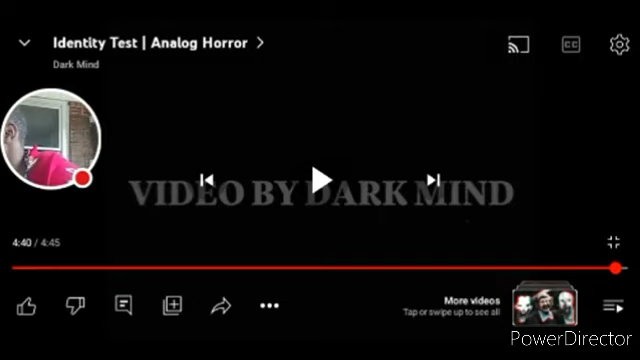 Identity Test | Analog Horror
Dark Mind
CC
VIDEO BY DARK MIND
4:40 / 4:45
More videos
Tap or swipe up to see all
PowerDirector